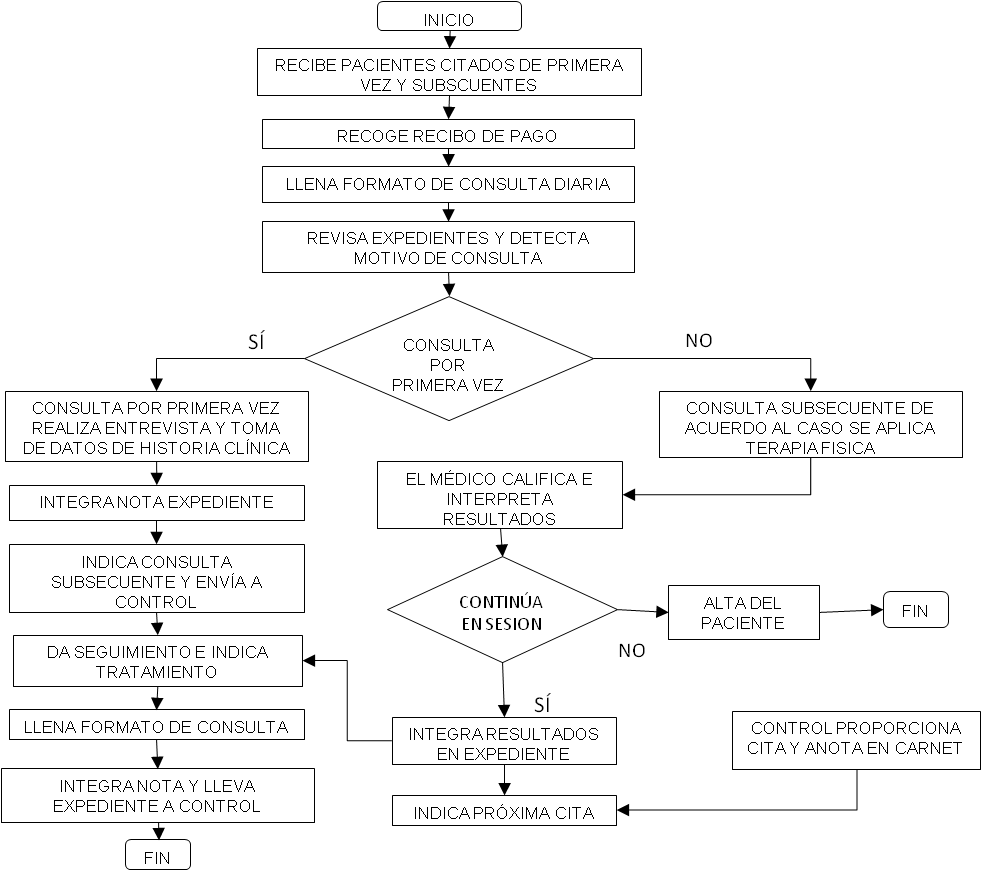 INICIO
RECIBE PACIENTES CITADOS DE PRIMERA
VEZ Y SUBSCUENTES
RECOGE RECIBO DE PAGO
LLENA FORMATO DE CONSULTA DIARIA
REVISA EXPEDIENTES Y DETECTA
MOTIVO DE CONSULTA
CONSULTA
POR
PRIMERA VEZ
SÍ
NO
CONSULTA POR PRIMERA VEZ
REALIZA ENTREVISTA Y TOMA
DE DATOS DE HISTORIA CLÍNICA
CONSULTA SUBSECUENTE DE
ACUERDO AL CASO SE APLICA
TERAPIA FISICA
INTEGRA NOTA EXPEDIENTE
EL MÉDICO CALIFICA E
INTERPRETA
RESULTADOS
INDICA CONSULTA
SUBSECUENTE Y ENVÍA A
CONTROL
CONTINÚA
EN SESION
NO
ALTA DEL
PACIENTE
FIN
DA SEGUIMIENTO E INDICA
TRATAMIENTO
SÍ
LLENA FORMATO DE CONSULTA
INTEGRA RESULTADOS
EN EXPEDIENTE
CONTROL PROPORCIONA
CITA Y ANOTA EN CARNET
INTEGRA NOTA Y LLEVA
EXPEDIENTE A CONTROL
INDICA PRÓXIMA CITA
FIN